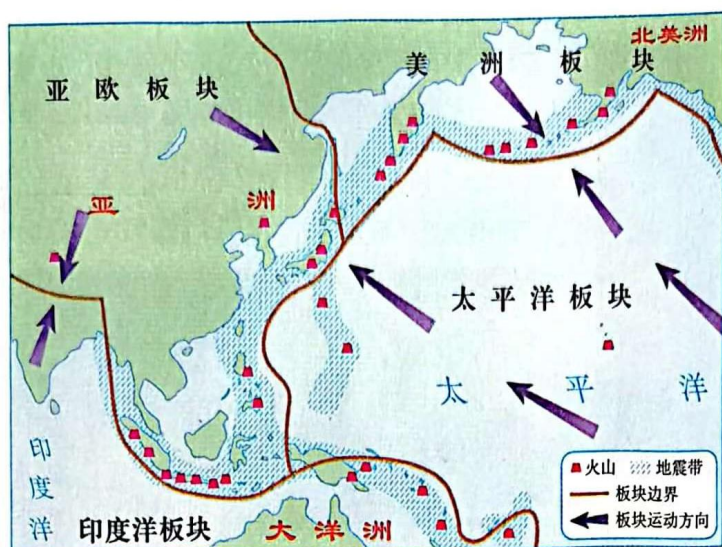 北美洲
美洲板块
亚欧板块
亚洲
太平洋板块
太平洋
印度洋
印度洋板块
大洋洲
火山 地震带
板块边界
板块运动方向